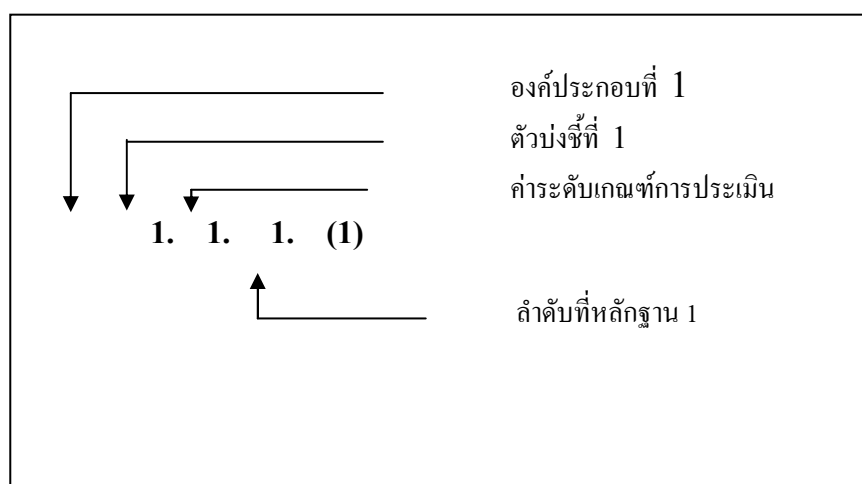 องค์ประกอบที่ 1
ตัวบ่งชี้ที่ 1
ค่าระดับเกณฑ์การประเมิน
1. 1. 1. (1)
ลำดับที่หลักฐาน 1